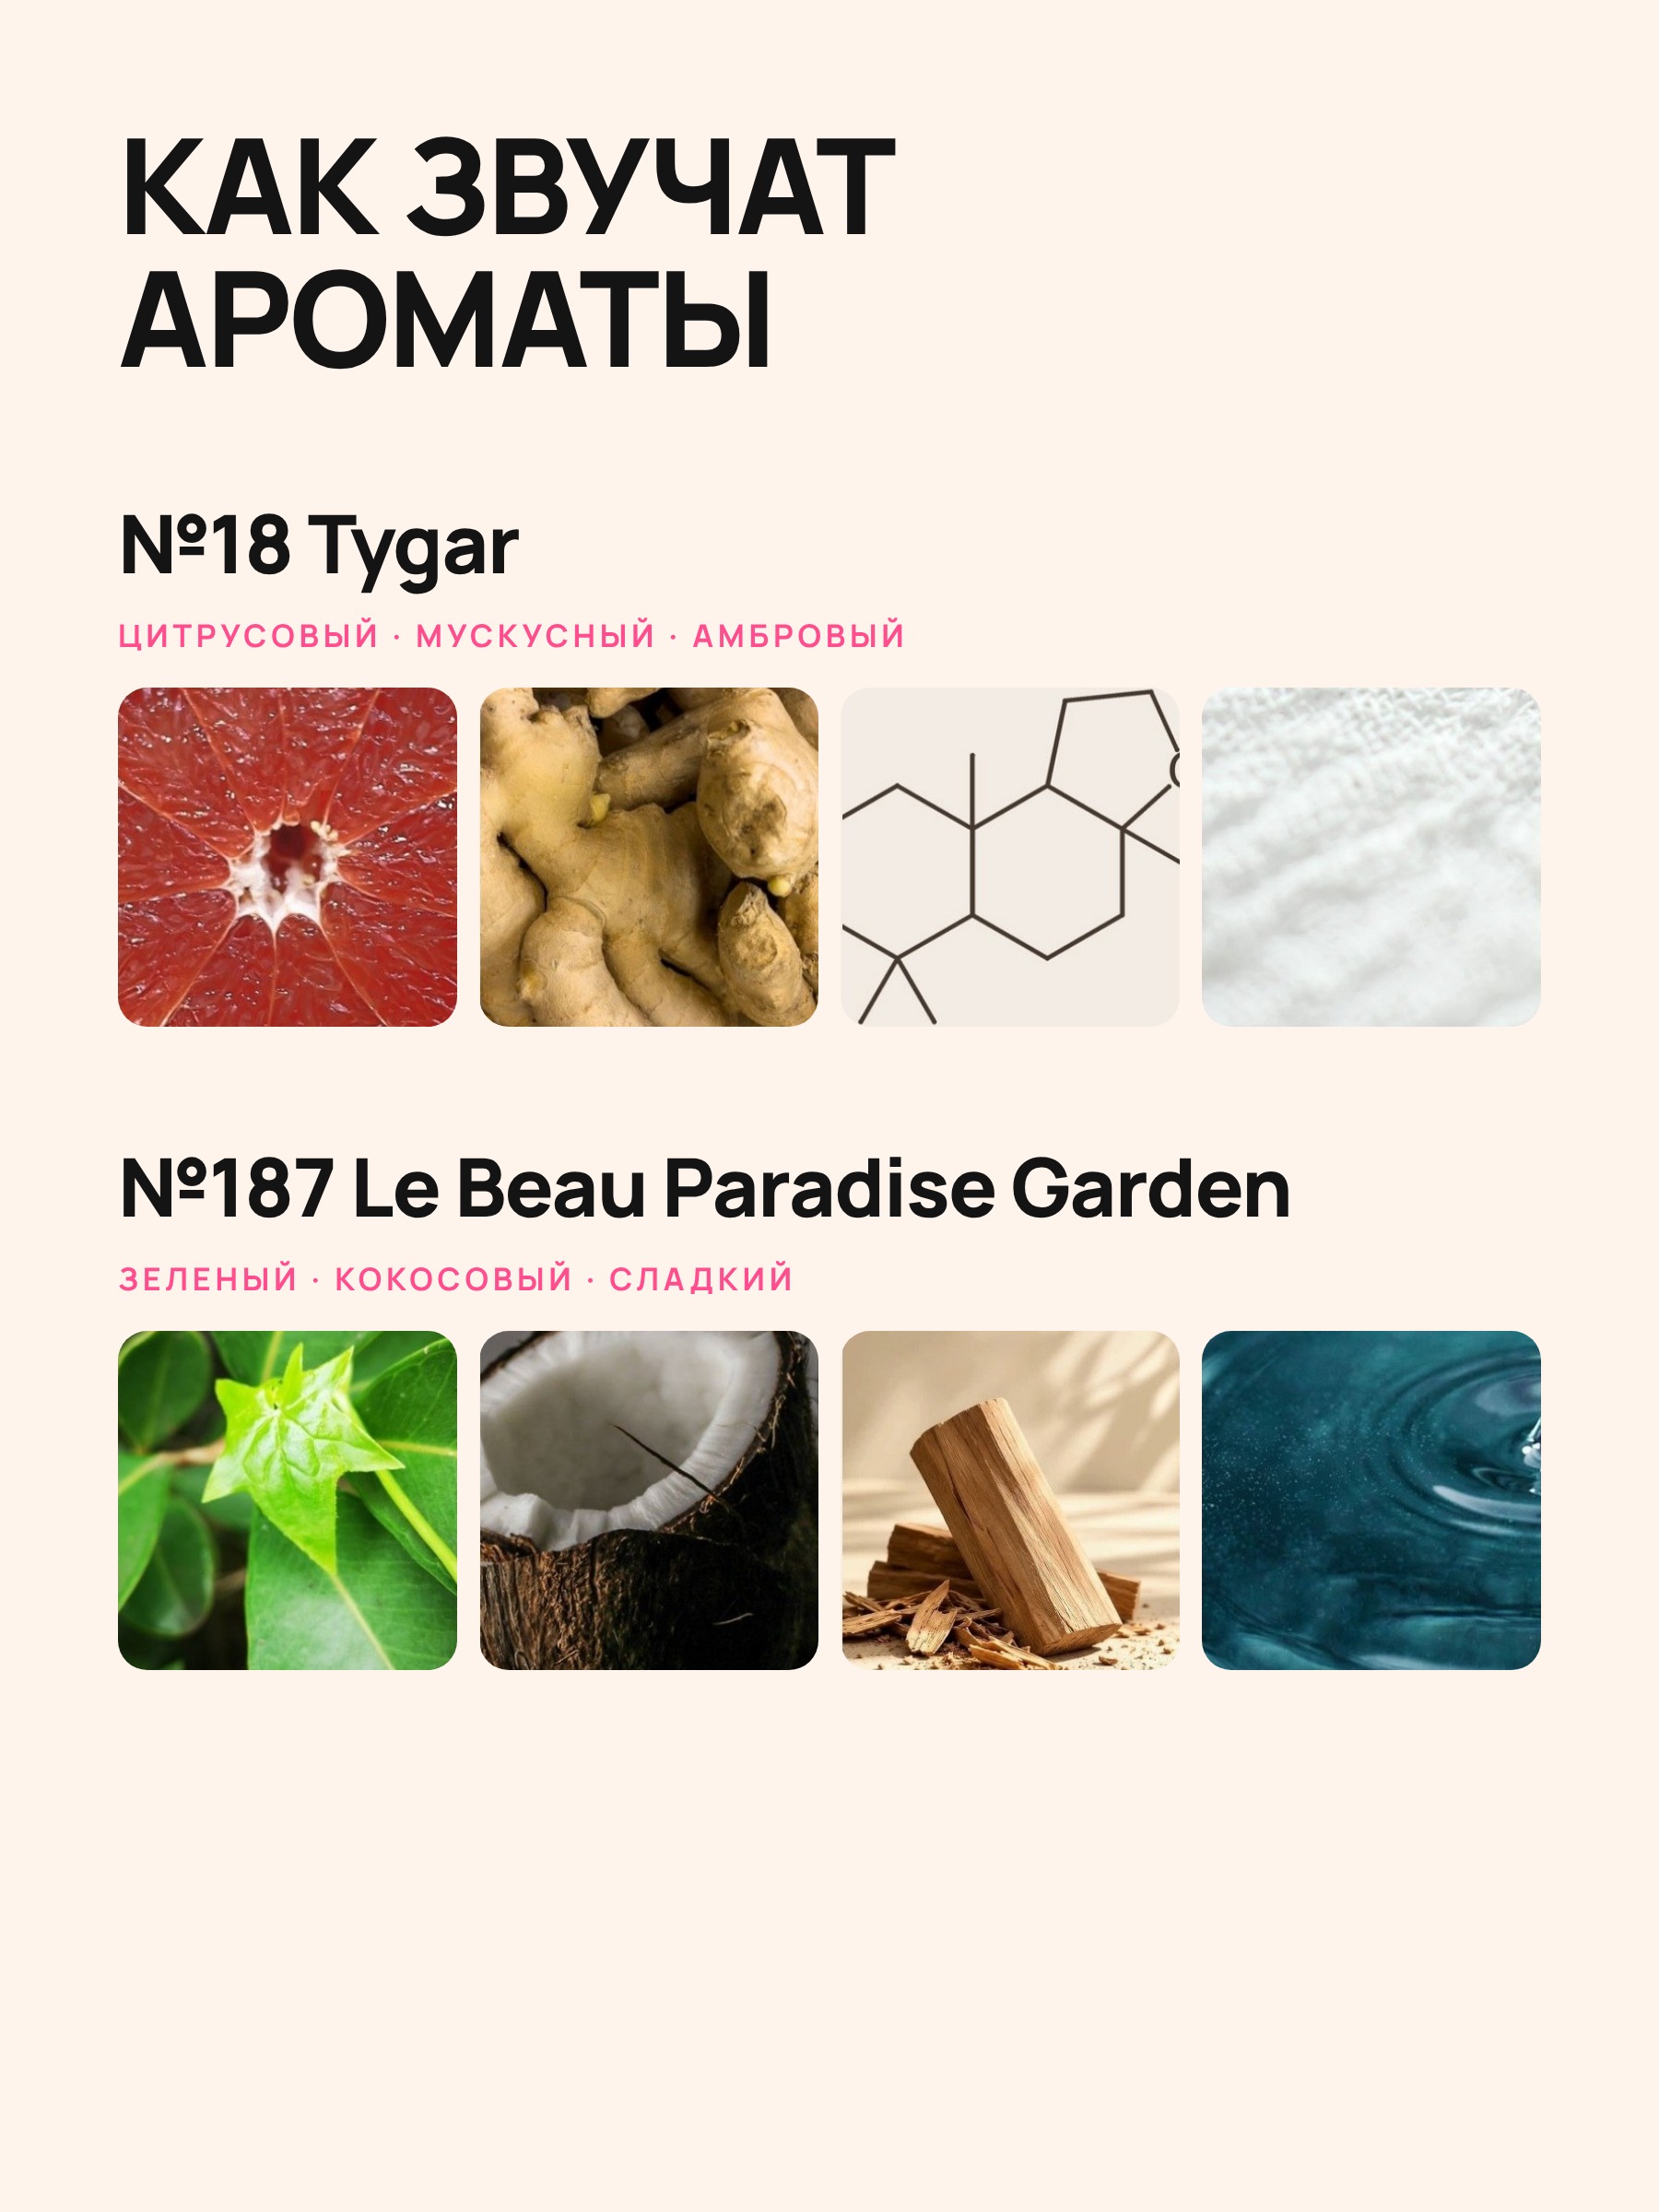 КАК ЗВУЧАТ
АРОМАТЫ
№18 Tygar
ЦИТРУСОВЫЙ · МУСКУСНЫЙ · АМБРОВЫЙ
№187 Le Beau Paradise Garden
ЗЕЛЕНЫЙ · КОКОСОВЫЙ · СЛАДКИЙ